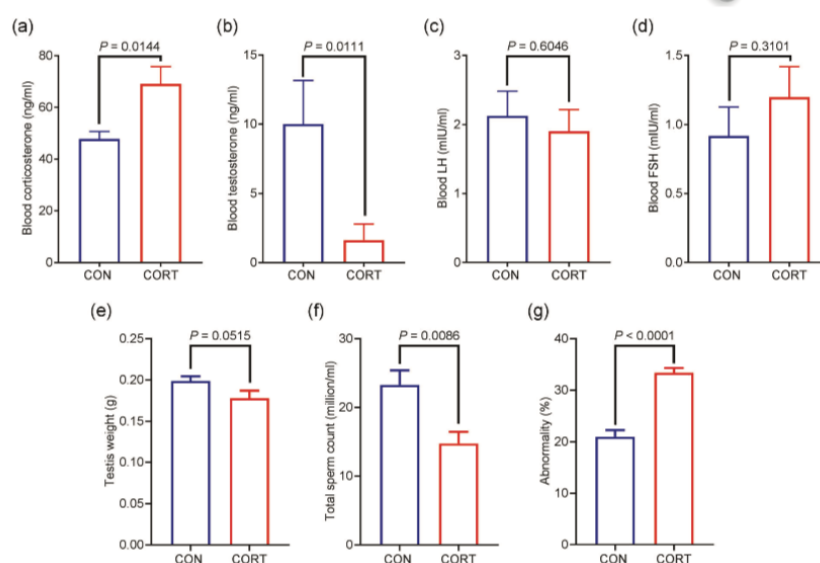 (a)
P = 0.0144
Blood corticosterone (ng/ml)
80
60
40
20
0
CON CORT
(b)
P = 0.0111
Blood testosterone (ng/ml)
15
10
5
0
CON CORT
(c)
P = 0.6046
Blood LH (mIU/ml)
3
2
1
0
CON CORT
(d)
P = 0.3101
Blood FSH (mIU/ml)
1.5
1.0
0.5
0.0
CON CORT
(e)
P = 0.0515
Testis weight (g)
0.25
0.20
0.15
0.10
0.05
0.00
CON CORT
(f)
P = 0.0086
Total sperm count (million/ml)
30
20
10
0
CON CORT
(g)
P < 0.0001
Abnormality (%)
40
30
20
10
0
CON CORT